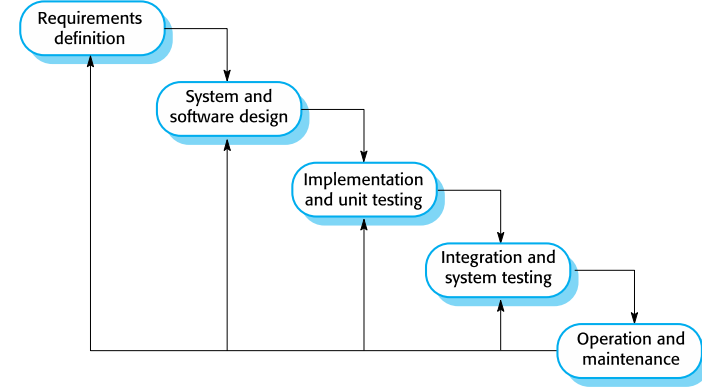 Requirements
definition
System and
software design
Implementation
and unit testing
Integration and
system testing
Operation and
maintenance